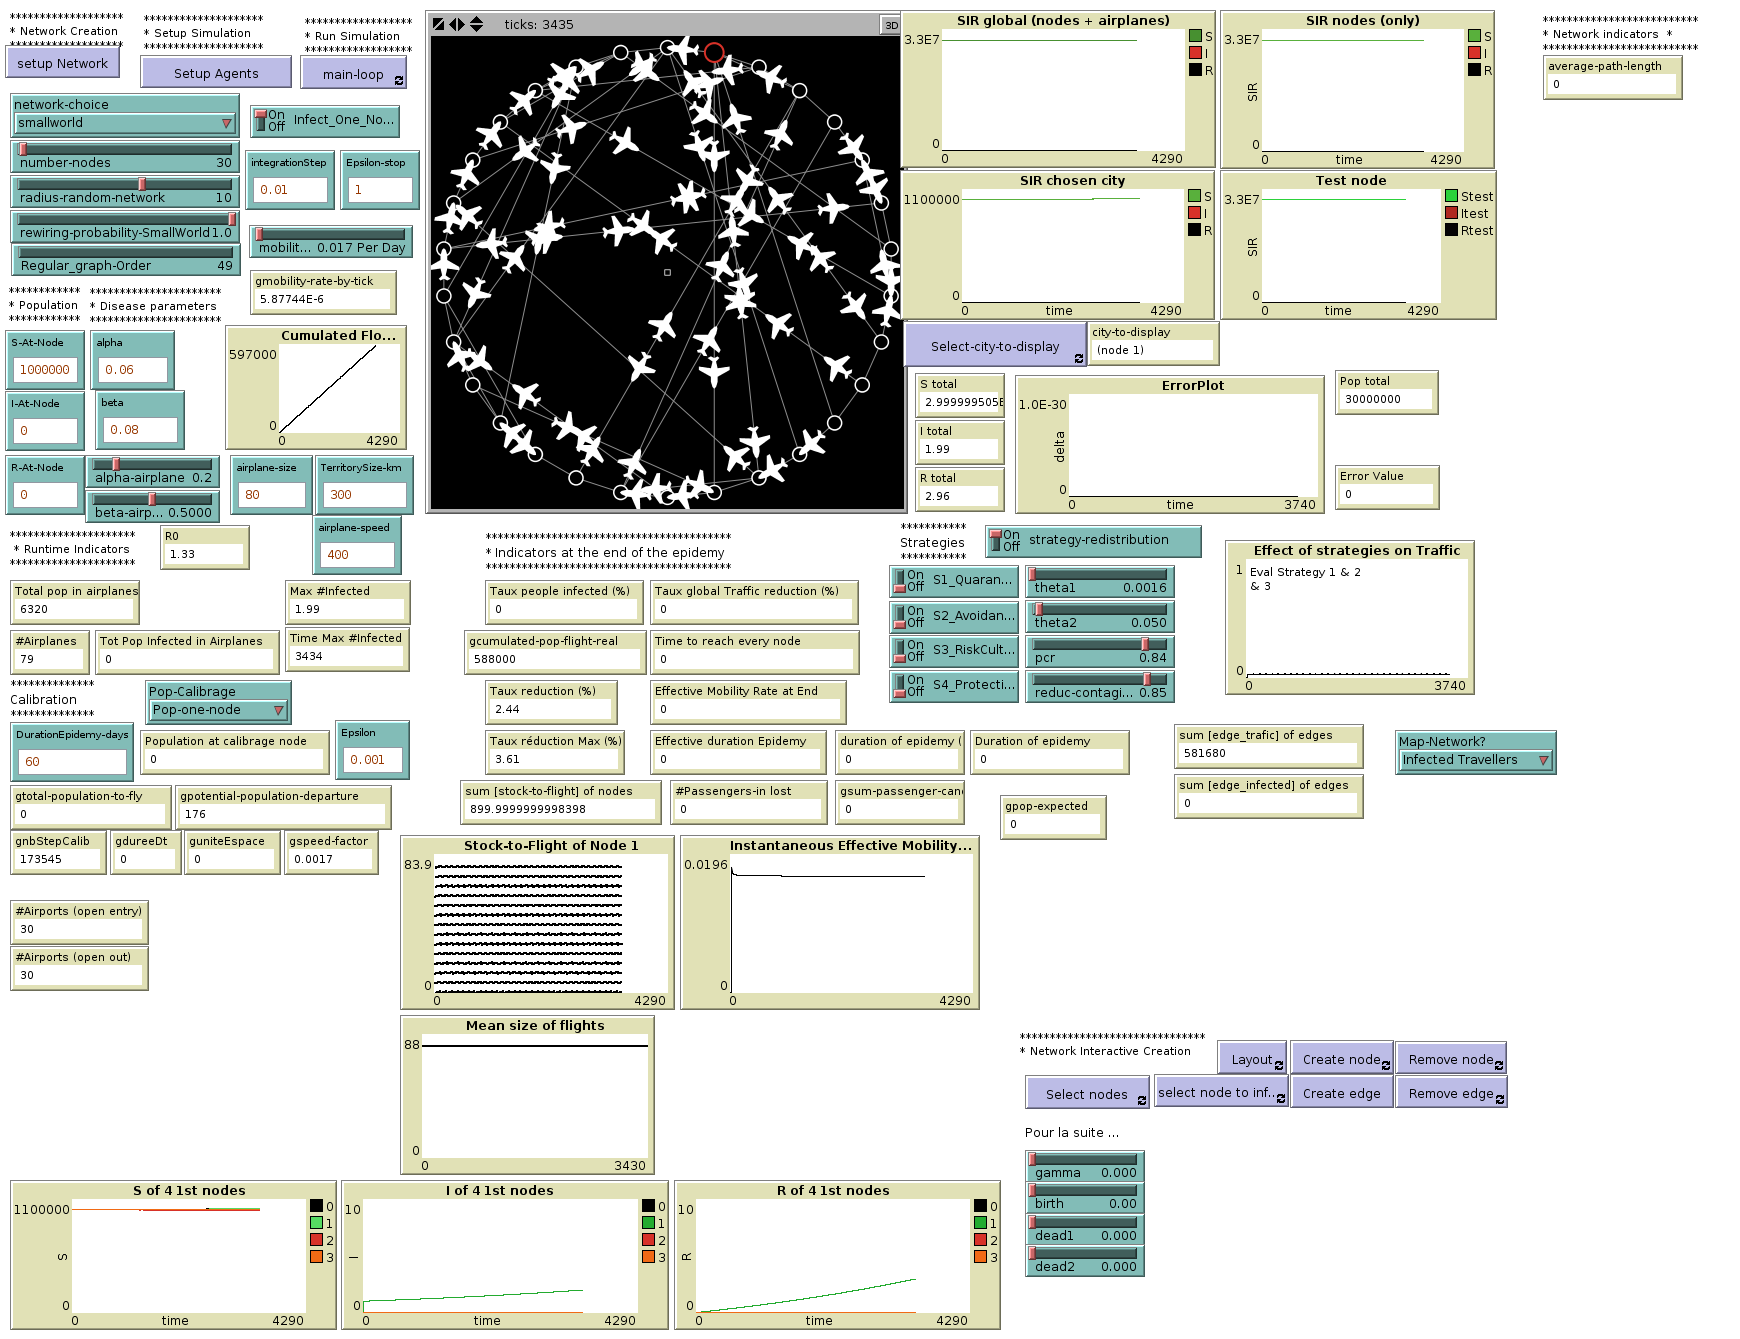 ********************
* Network Creation
********************
setup Network
*********************
* Setup Simulation
*********************
Setup Agents
*******************
* Run Simulation
*******************
main-loop
network-choice
smallworld
number-nodes 30
radius-random-network 10
rewiring-probability-SmallWorld 1.0
Regular_graph-Order 49
On
Off
Infect_One_No...
integrationStep
0.01
Epsilon-stop
1
mobilit... 0.017 Per Day
gmobility-rate-by-tick
5.87744E-6
************
* Population
************
**********************
* Disease parameters
**********************
S-At-Node
1000000
alpha
0.06
I-At-Node
0
beta
0.08
R-At-Node
0
alpha-airplane 0.2
beta-airp... 0.5000
Cumulated Flo...
597000
0
0 4290
airplane-size
80
TerritorySize-km
300
airplane-speed
400
ticks: 3435
3D
SIR global (nodes + airplanes)
3.3E7
0
0 4290
S
I
R
SIR nodes (only)
3.3E7
SIR
0
0 time 4290
S
I
R
*************************
* Network indicators *
*************************
average-path-length
0
SIR chosen city
1100000
0
0 time 4290
S
I
R
Test node
3.3E7
SIR
0
0 time 4290
Stest
Itest
Rtest
Select-city-to-display
city-to-display
(node 1)
S total
2.999999505E
I total
1.99
R total
2.96
ErrorPlot
1.0E-30
delta
0
0 time 3740
Pop total
30000000
Error Value
0
*********************
* Runtime Indicators
*********************
R0
1.33
Total pop in airplanes
6320
Max #Infected
1.99
#Airplanes
79
Tot Pop Infected in Airplanes
0
Time Max #Infected
3434
*****************************************
* Indicators at the end of the epidemy
*****************************************
Taux people infected (%)
0
Taux global Traffic reduction (%)
0
gcumulated-pop-flight-real
588000
Time to reach every node
0
Taux reduction (%)
2.44
Effective Mobility Rate at End
0
Taux réduction Max (%)
3.61
Effective duration Epidemy
0
duration of epidemy (
0
Duration of epidemy
0
sum [stock-to-flight] of nodes
899.9999999998398
#Passengers-in lost
0
gsum-passenger-can
0
gpop-expected
0
***********
Strategies
***********
On
Off
strategy-redistribution
On
Off
S1_Quaran...
theta1 0.0016
On
Off
S2_Avoidan...
theta2 0.050
On
Off
S3_RiskCult...
pcr 0.84
On
Off
S4_Protecti...
reduc-contagi... 0.85
Effect of strategies on Traffic
1
Eval Strategy 1 & 2
& 3
0
0 3740
sum [edge_trafic] of edges
581680
sum [edge_infected] of edges
0
Map-Network?
Infected Travellers
**************
Calibration
**************
Pop-Calibrage
Pop-one-node
DurationEpidemy-days
60
Population at calibrage node
0
Epsilon
0.001
gtotal-population-to-fly
0
gpotential-population-departure
176
gnbStepCalib
173545
gdureeDt
0
guniteEspace
0
gspeed-factor
0.0017
#Airports (open entry)
30
#Airports (open out)
30
Stock-to-Flight of Node 1
83.9
0
0 4290
Instantaneous Effective Mobility...
0.0196
0
0 4290
Mean size of flights
88
0
0 3430
*******************************
* Network Interactive Creation
Layout
Create node
Remove node
Select nodes
select node to inf...
Create edge
Remove edge
Pour la suite ...
gamma 0.000
birth 0.00
dead1 0.000
dead2 0.000
S of 4 1st nodes
1100000
S
0
0 time 4290
0
1
2
3
I of 4 1st nodes
10
I
0
0 time 4290
0
1
2
3
R of 4 1st nodes
10
R
0
0 time 4290
0
1
2
3